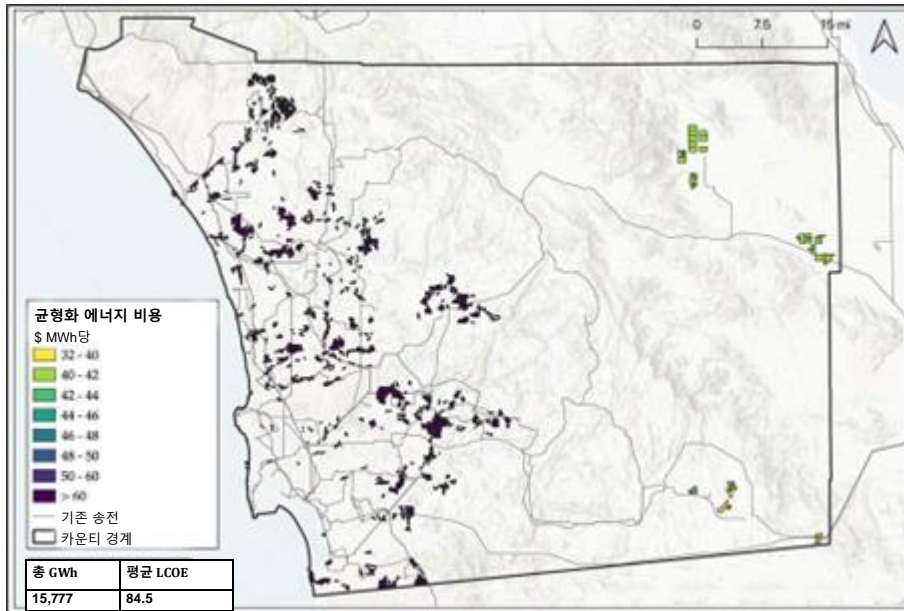 0 7.5 15 mi
균형화 에너지 비용
$ MWh당
32 - 40
40 - 42
42 - 44
44 - 46
46 - 48
48 - 50
50 - 60
> 60
기존 송전
카운티 경계
총 GWh 평균 LCOE
15,777 84.5